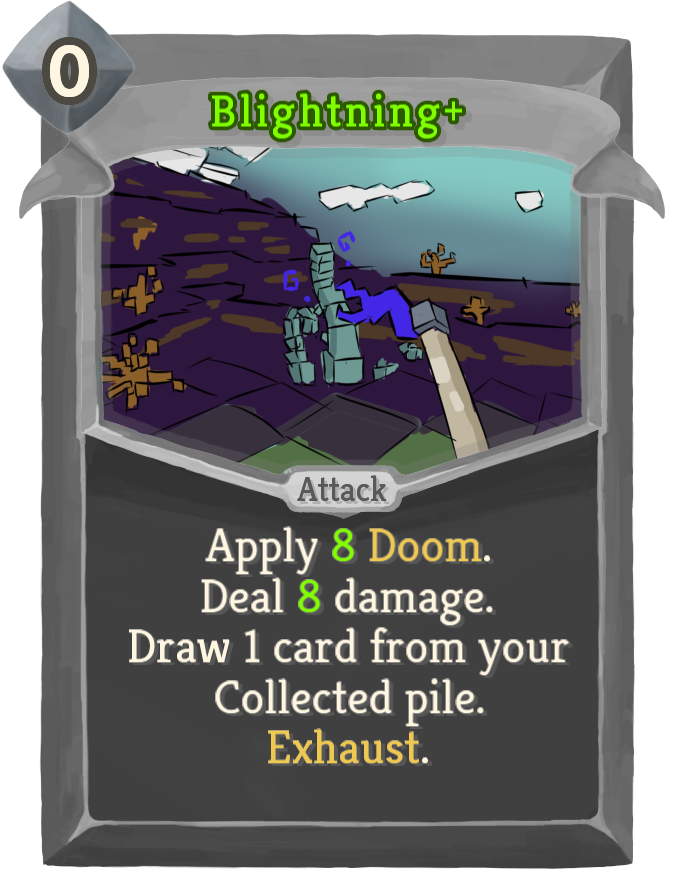 0
Blightning+
G
G
Attack
Apply 8 Doom.
Deal 8 damage.
Draw 1 card from your
Collected pile.
Exhaust.